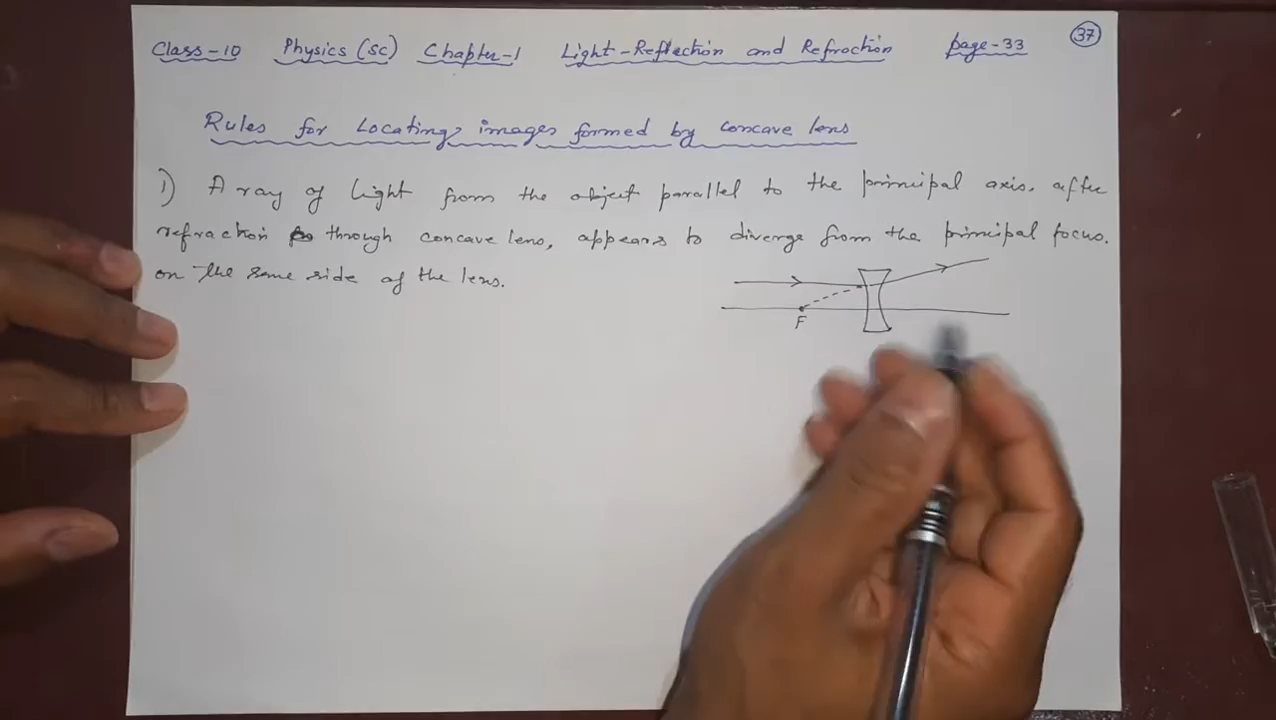 Class-10 Physics (SC) Chapter-1 Light-Reflection and Refraction page-33 37
Rules for Locating images formed by concave lens
1) A ray of light from the object parallel to the principal axis. after
refraction through concave lens, appears to diverge from the principal focus.
on the same side of the lens.
F